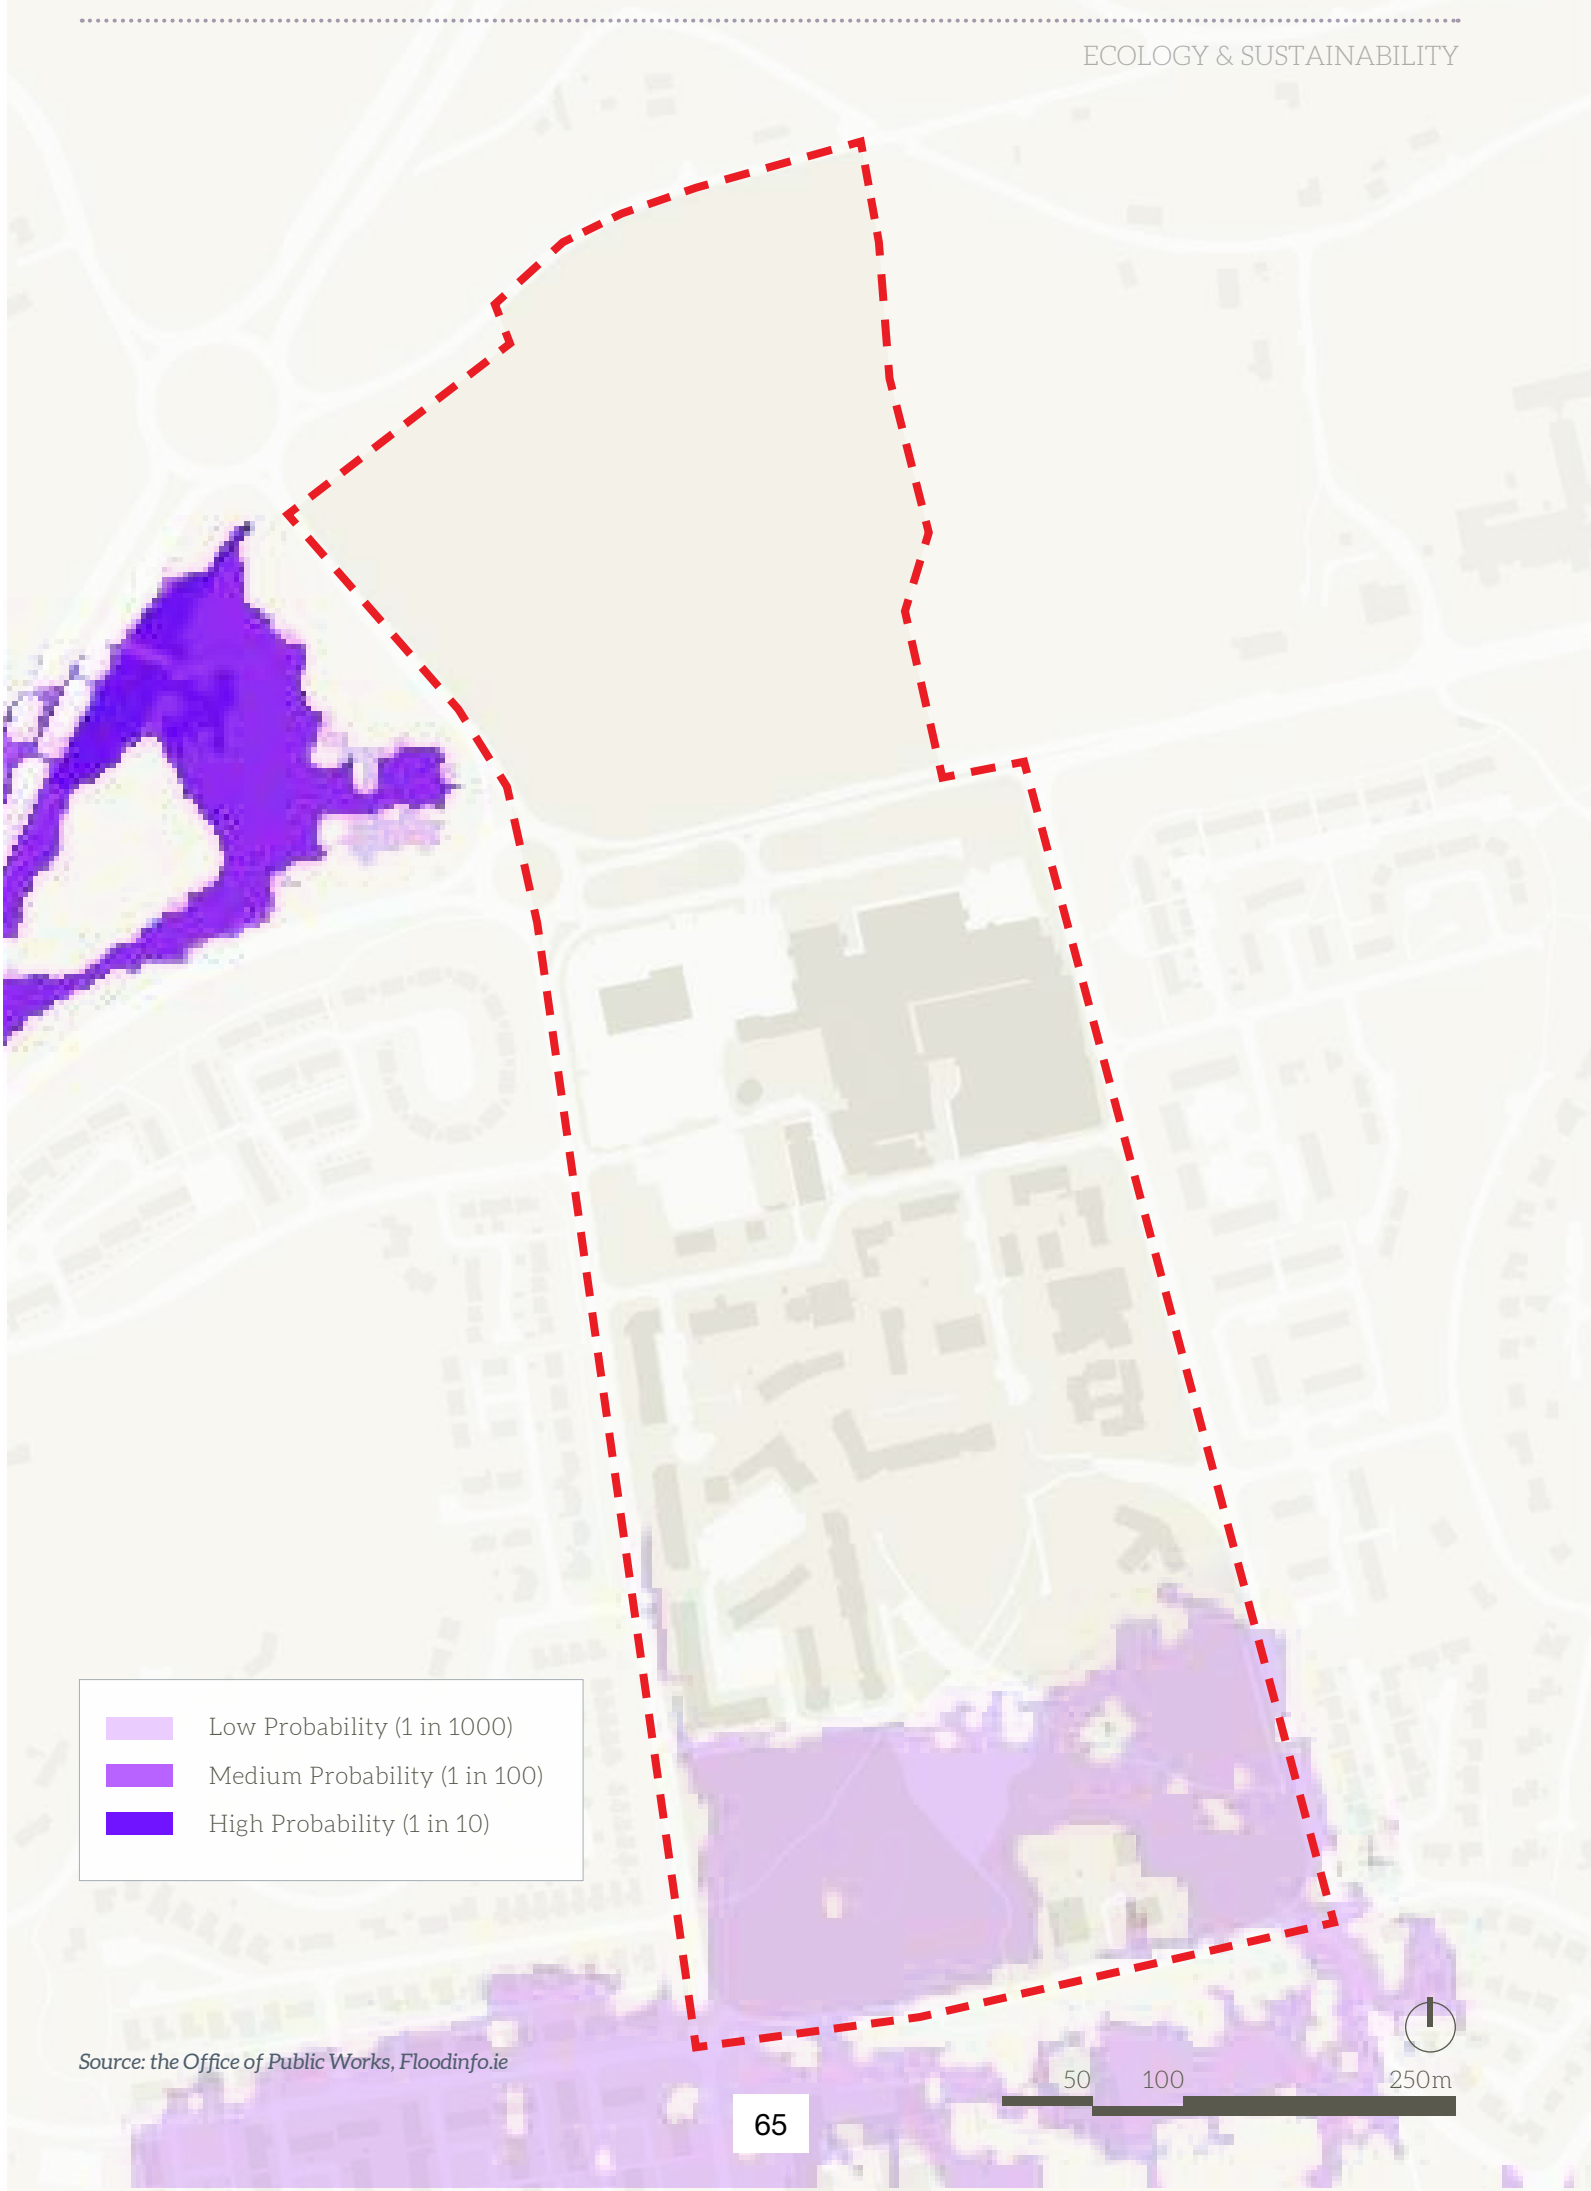 ECOLOGY & SUSTAINABILITY
Low Probability (1 in 1000)
Medium Probability (1 in 100)
High Probability (1 in 10)
Source: the Office of Public Works, Floodinfo.ie
50 100 250m
65